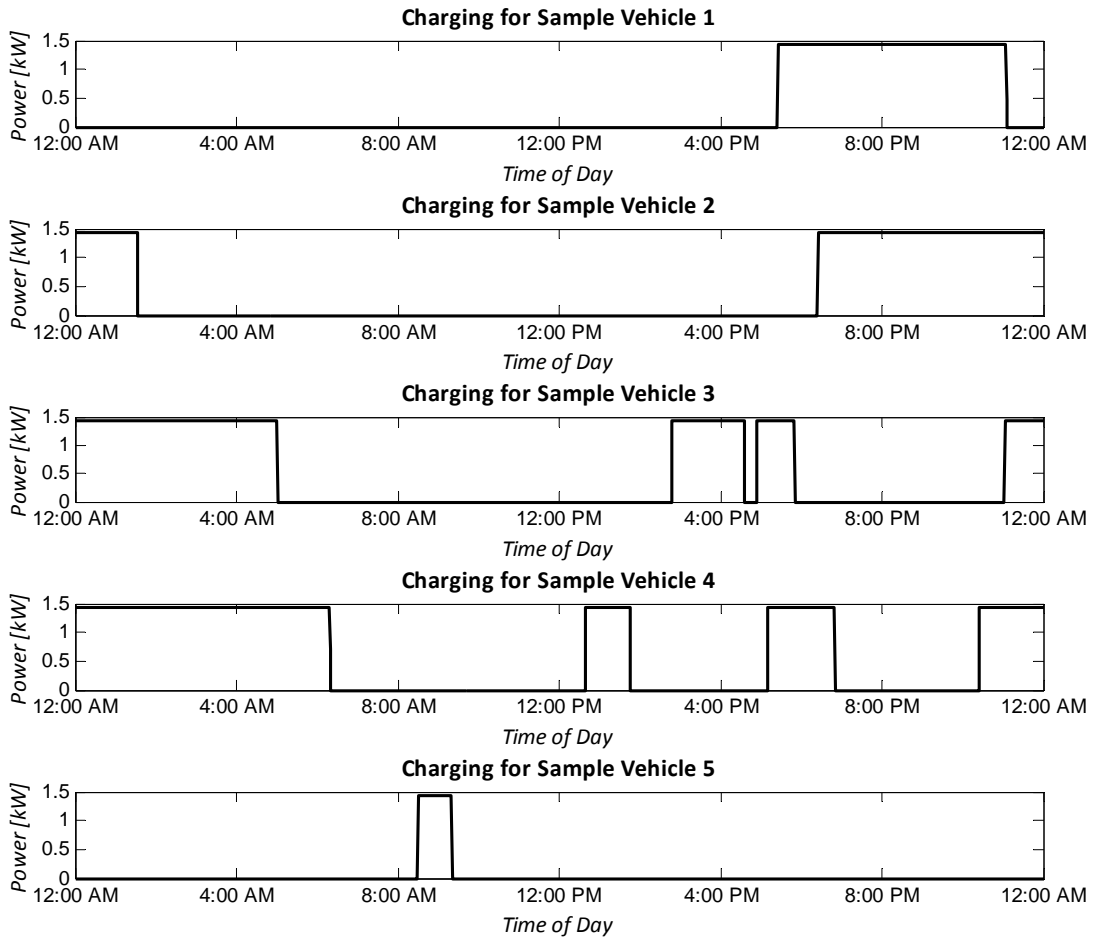 Charging for Sample Vehicle 1
Power [kW]
1.5
1
0.5
0
12:00 AM 4:00 AM 8:00 AM 12:00 PM 4:00 PM 8:00 PM 12:00 AM
Time of Day
Charging for Sample Vehicle 2
Power [kW]
1.5
1
0.5
0
12:00 AM 4:00 AM 8:00 AM 12:00 PM 4:00 PM 8:00 PM 12:00 AM
Time of Day
Charging for Sample Vehicle 3
Power [kW]
1.5
1
0.5
0
12:00 AM 4:00 AM 8:00 AM 12:00 PM 4:00 PM 8:00 PM 12:00 AM
Time of Day
Charging for Sample Vehicle 4
Power [kW]
1.5
1
0.5
0
12:00 AM 4:00 AM 8:00 AM 12:00 PM 4:00 PM 8:00 PM 12:00 AM
Time of Day
Charging for Sample Vehicle 5
Power [kW]
1.5
1
0.5
0
12:00 AM 4:00 AM 8:00 AM 12:00 PM 4:00 PM 8:00 PM 12:00 AM
Time of Day